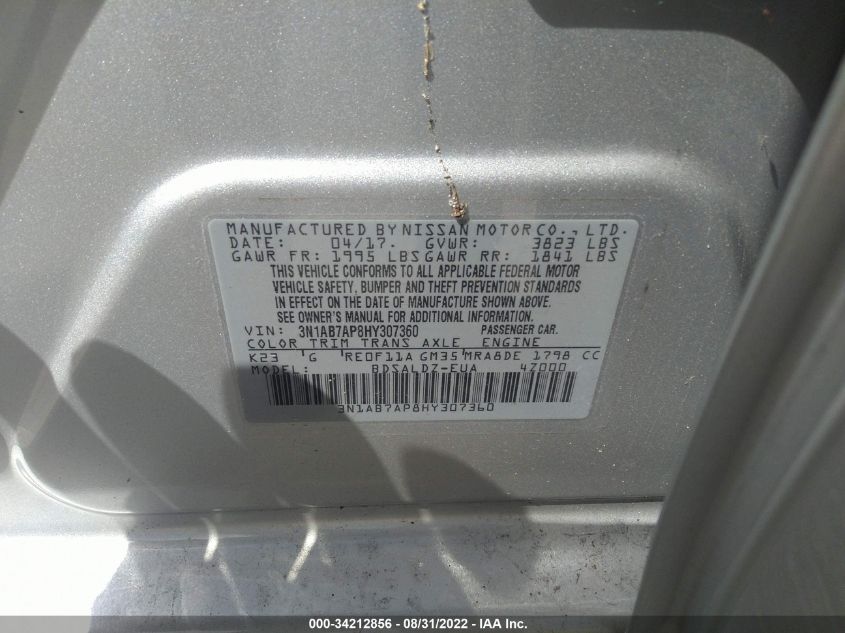 MANUFACTURED BY NISSAN MOTOR CO., LTD.
DATE: 04/17. GVWR: 3823 LBS
GAWR FR: 1995 LBS GAWR RR: 1841 LBS
THIS VEHICLE CONFORMS TO ALL APPLICABLE FEDERAL MOTOR
VEHICLE SAFETY, BUMPER AND THEFT PREVENTION STANDARDS
IN EFFECT ON THE DATE OF MANUFACTURE SHOWN ABOVE.
SEE OWNER'S MANUAL FOR ADDITIONAL INFORMATION.
VIN: 3N1AB7AP8HY307360 PASSENGER CAR.
COLOR TRIM TRANS AXLE ENGINE
K23 G RE0F11A GM35 MRA8DE 1798 CC
MODEL: BDSALDZ-EUA 4Z000
3N1AB7AP8HY307360
000-34212856 - 08/31/2022 - IAA Inc.